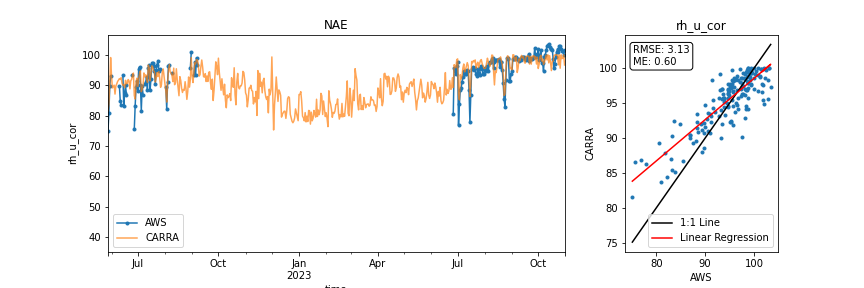 NAE
rh_u_cor
100
90
80
70
60
50
40
AWS
CARRA
Jul
Oct
Jan
2023
Apr
Jul
Oct
time
rh_u_cor
RMSE: 3.13
ME: 0.60
CARRA
100
95
90
85
80
75
1:1 Line
Linear Regression
80
90
100
AWS